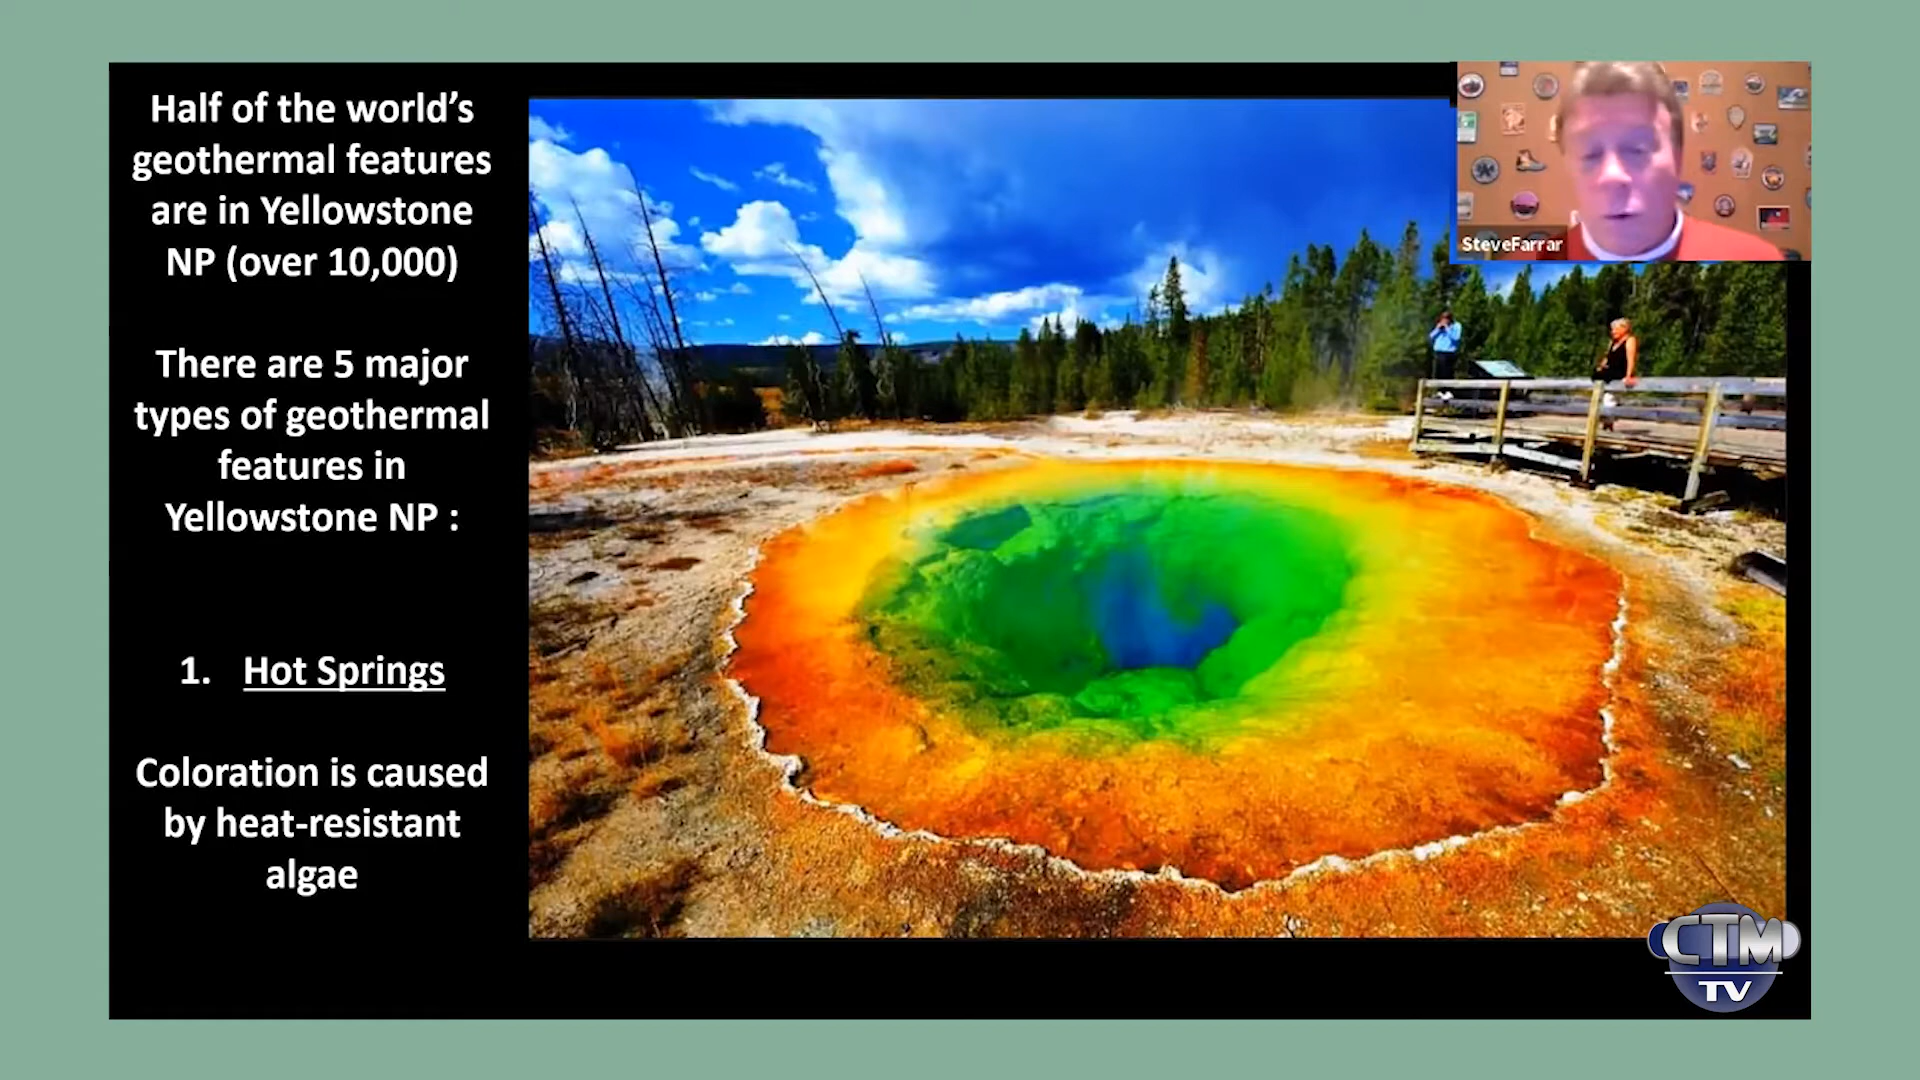 Half of the world's
geothermal features
are in Yellowstone
NP (over 10,000)
There are 5 major
types of geothermal
features in
Yellowstone NP :
1. Hot Springs
Coloration is caused
by heat-resistant
algae
SteveFarrar
CTM
TV